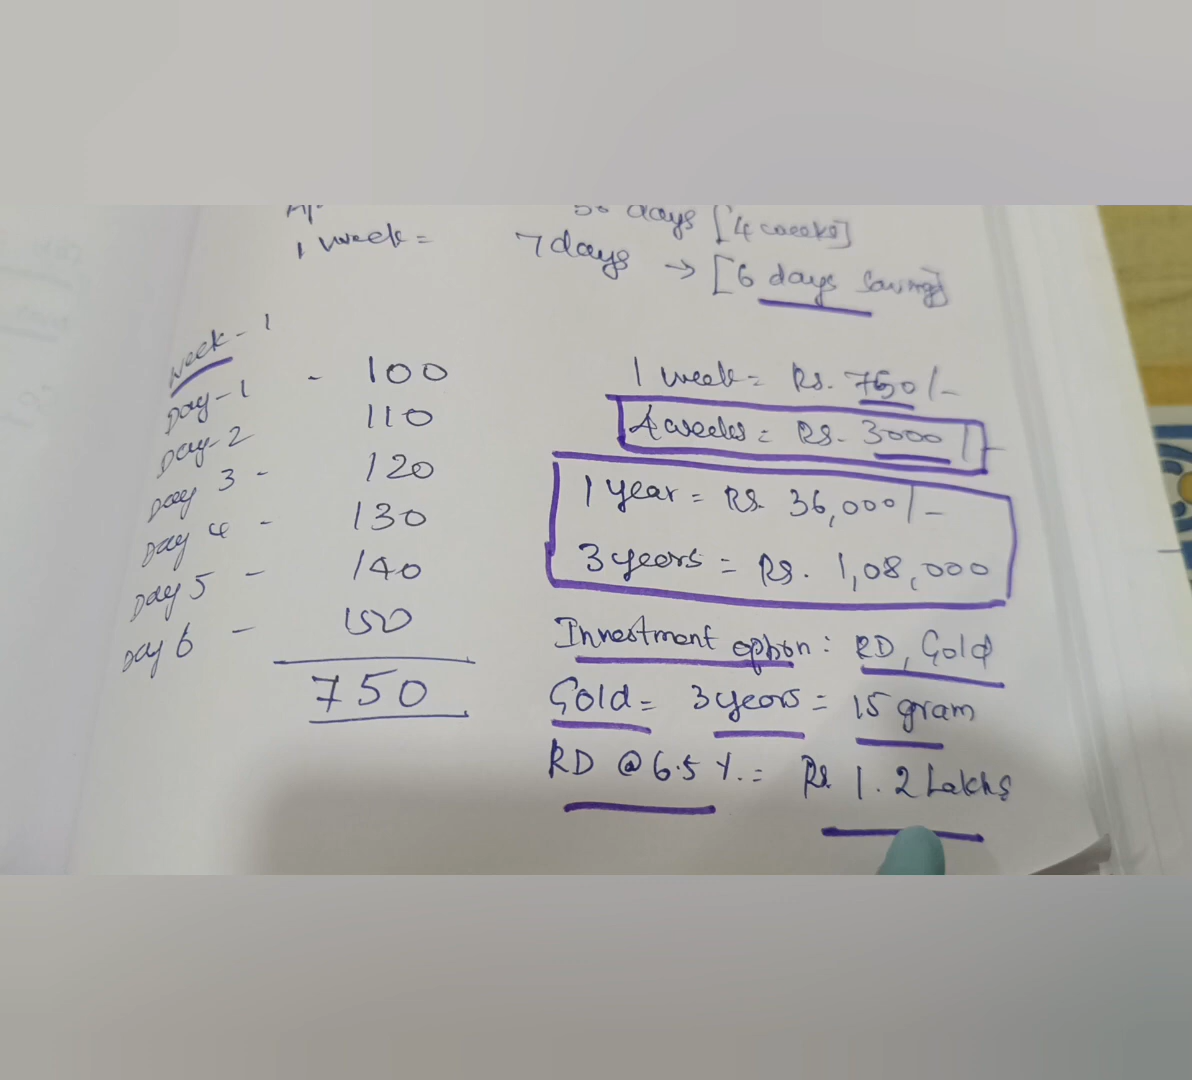 1 week = 7 days → [6 days saving]
days [4 weeks]
Week - 1
Day - 1 - 100
Day - 2 110
Day 3 - 120
Day 4 - 130
Day 5 - 140
Day 6 - 150
750
1 week = Rs. 750/-
4 weeks = Rs. 3000/-
1 year = Rs. 36,000/-
3 years = Rs. 1,08,000
Investment option : RD, Gold
Gold = 3 years = 15 gram
RD @ 6.5 %. = Rs. 1.2 Lakhs